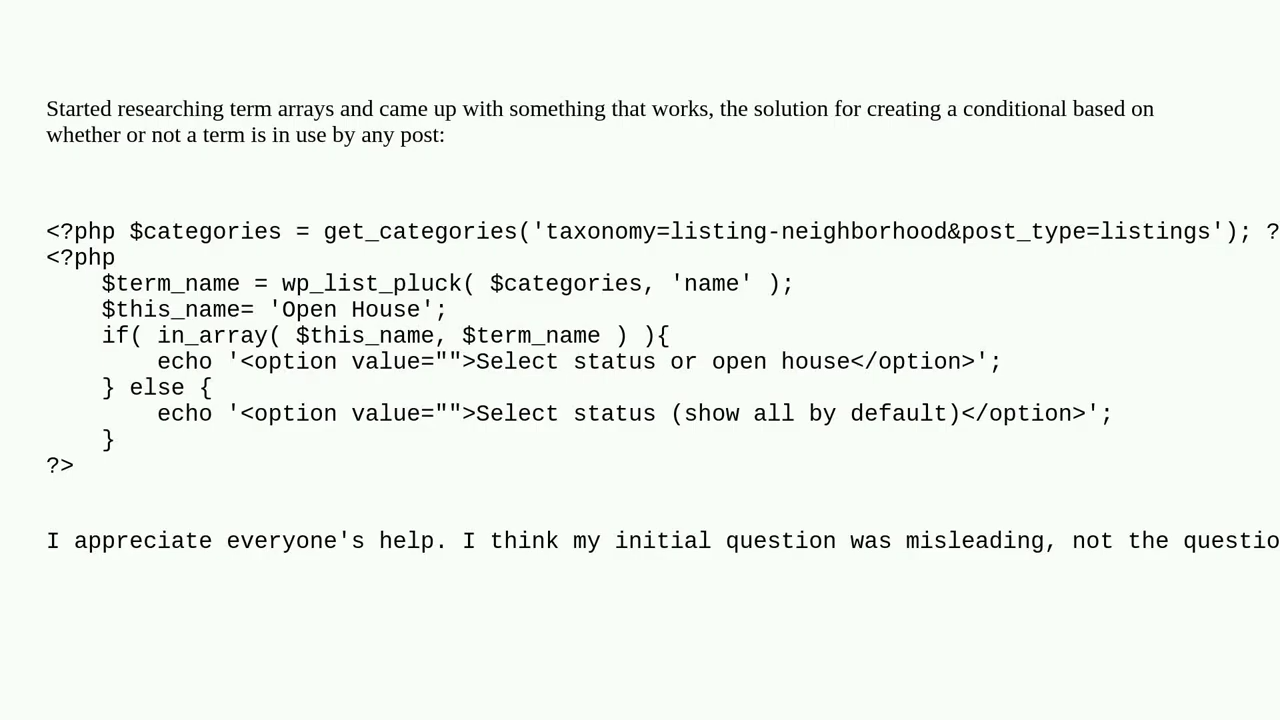 Started researching term arrays and came up with something that works, the solution for creating a conditional based on
whether or not a term is in use by any post:
<?php $categories = get_categories('taxonomy=listing-neighborhood&post_type=listings'); ?
<?php
    $term_name = wp_list_pluck( $categories, 'name' );
    $this_name= 'Open House';
    if( in_array( $this_name, $term_name ) ){
        echo '<option value="">Select status or open house</option>';
    } else {
        echo '<option value="">Select status (show all by default)</option>';
    }
?>
I appreciate everyone's help. I think my initial question was misleading, not the questio